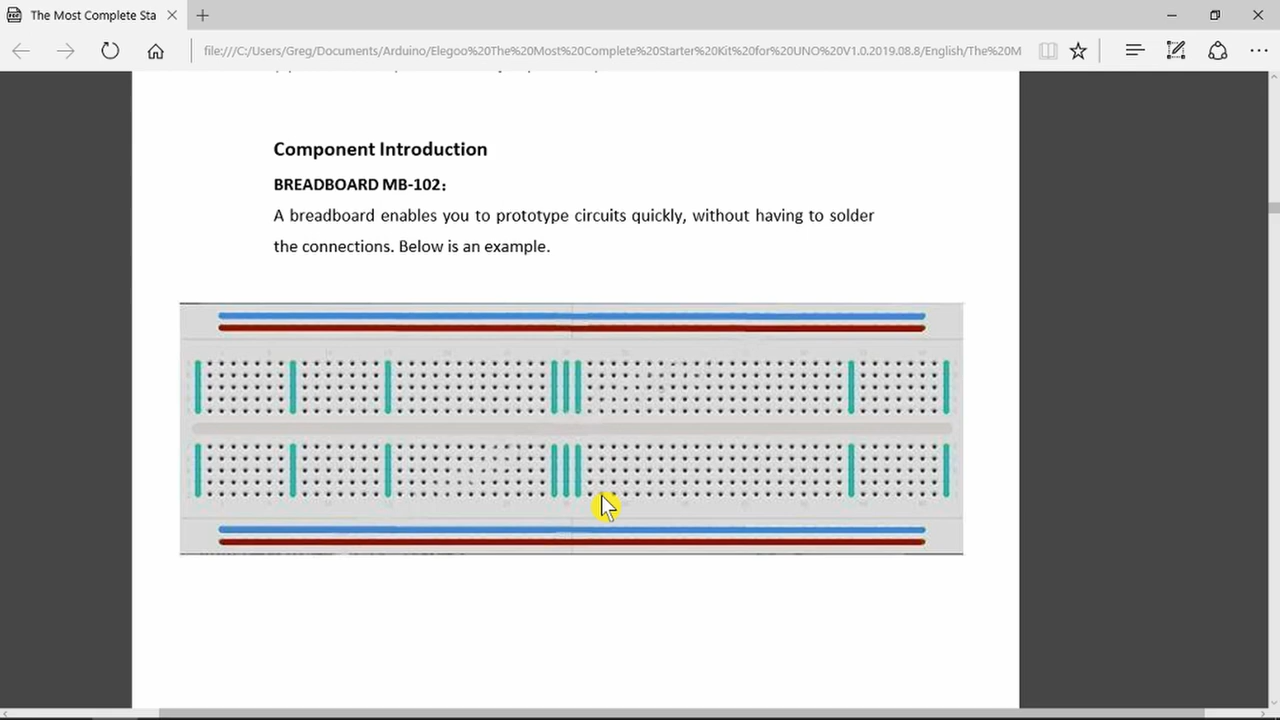 The Most Complete Sta
file:///C:/Users/Greg/Documents/Arduino/Elegoo%20The%20Most%20Complete%20Starter%20Kit%20for%20UNO%20V1.0.2019.08.8/English/The%20M
Component Introduction
BREADBOARD MB-102:
A breadboard enables you to prototype circuits quickly, without having to solder
the connections. Below is an example.